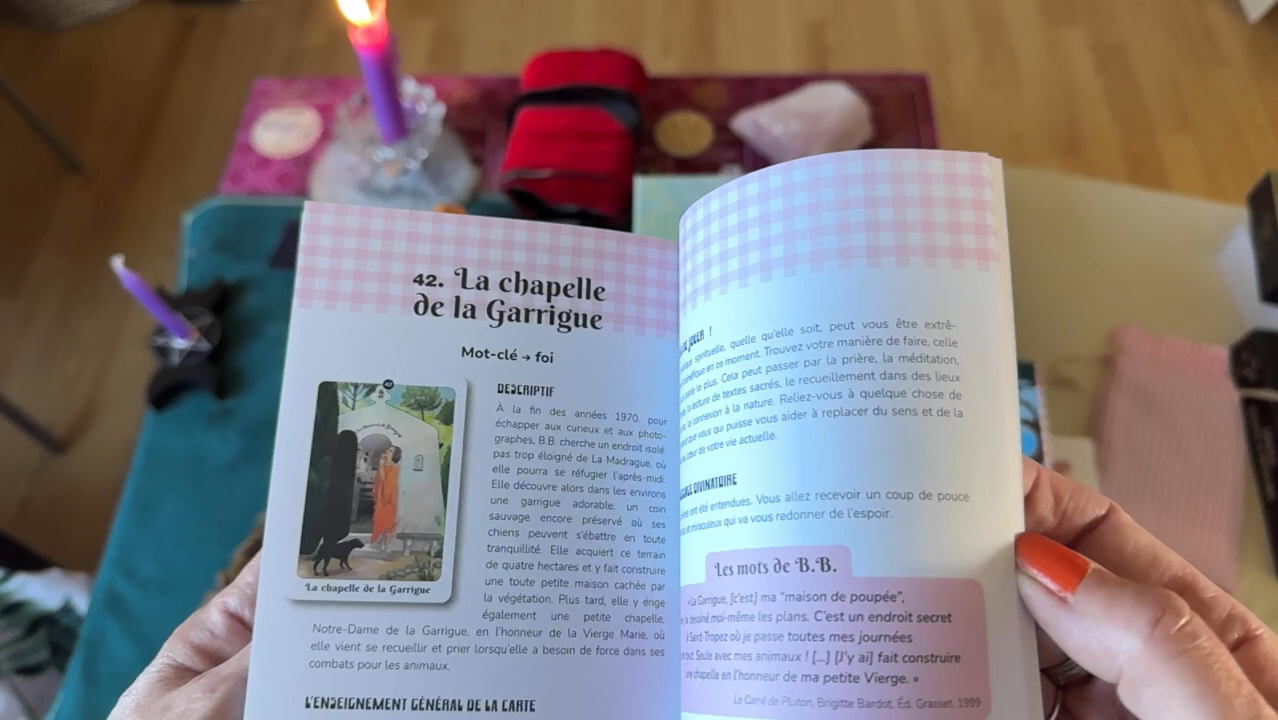 42. La chapelle
de la Garrigue
Mot-clé → foi
42
La chapelle de la Garrigue
DESCRIPTIF
À la fin des années 1970, pour
échapper aux curieux et aux photo-
graphes, B.B. cherche un endroit isolé,
pas trop éloigné de La Madrague, où
elle pourra se réfugier l'après-midi.
Elle découvre alors dans les environs
une garrigue adorable, un coin
sauvage encore préservé où ses
chiens peuvent s'ébattre en toute
tranquillité. Elle acquiert ce terrain
de quatre hectares et y fait construire
une toute petite maison cachée par
la végétation. Plus tard, elle y érige
également une petite chapelle,
Notre-Dame de la Garrigue, en l'honneur de la Vierge Marie, où
elle vient se recueillir et prier lorsqu'elle a besoin de force dans ses
combats pour les animaux.
L'ENSEIGNEMENT GÉNÉRAL DE LA CARTE
JOUER !
spirituelle, quelle qu'elle soit, peut vous être extrê-
bénéfique en ce moment. Trouvez votre manière de faire, celle
le plus. Cela peut passer par la prière, la méditation,
la lecture de textes sacrés, le recueillement dans des lieux
la connexion à la nature. Reliez-vous à quelque chose de
que vous qui puisse vous aider à replacer du sens et de la
cœur de votre vie actuelle.
DIVINATOIRE
ont été entendues. Vous allez recevoir un coup de pouce
et miraculeux qui va vous redonner de l'espoir.
Les mots de B.B.
« La Garrigue, [c'est] ma "maison de poupée",
dessiné moi-même les plans. C'est un endroit secret
à Saint-Tropez où je passe toutes mes journées
Seule avec mes animaux ! [...] [J'y ai] fait construire
une chapelle en l'honneur de ma petite Vierge. »
Le Carré de Pluton, Brigitte Bardot, Éd. Grasset, 1999